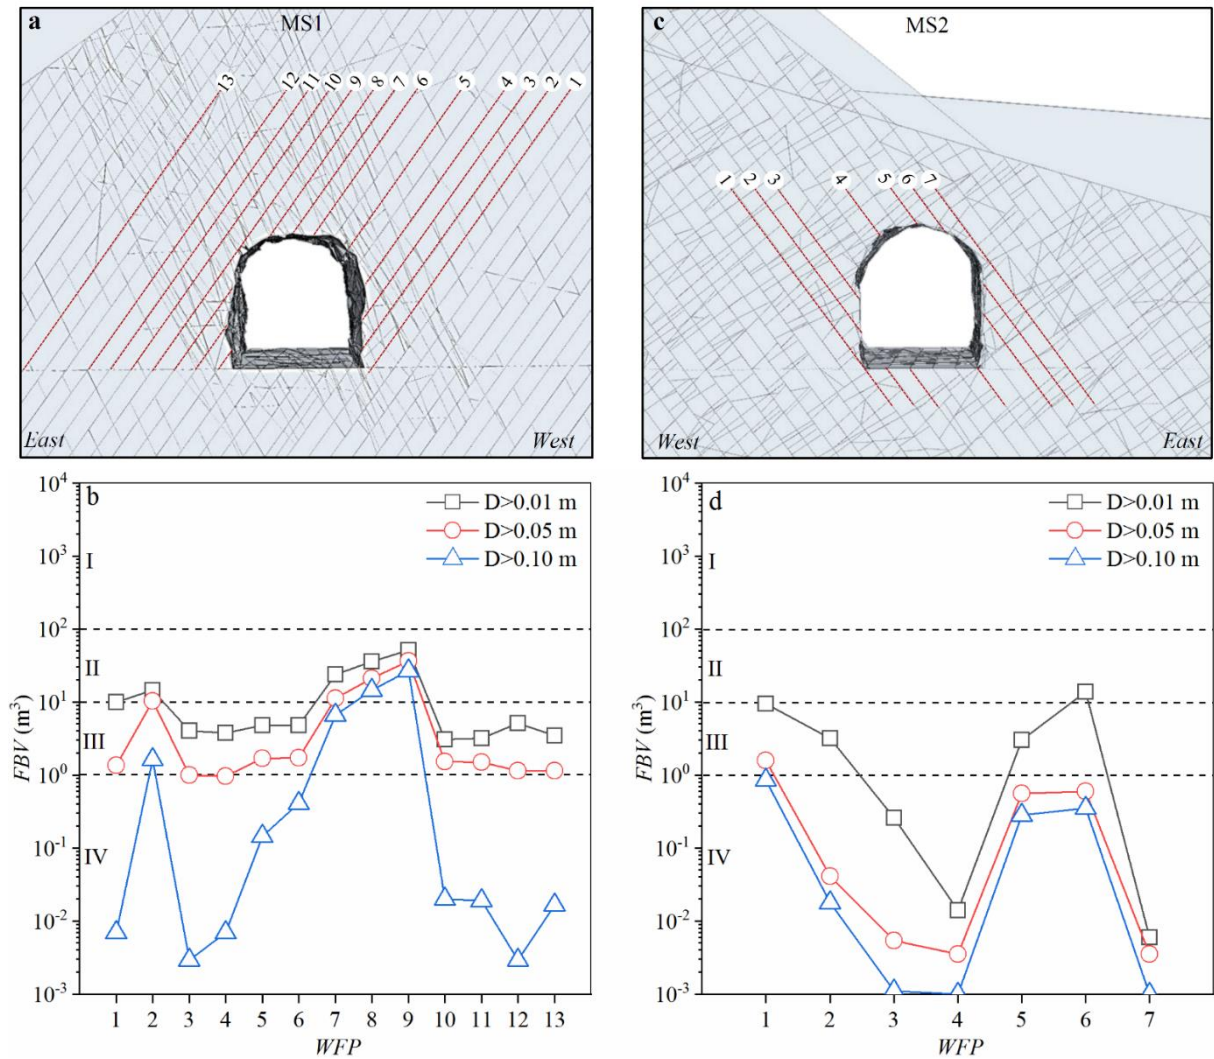 a
MS1
13 12 11 10 9 8 7 6 5 4 3 2 1
East
West
c
MS2
1 2 3 4 5 6 7
West
East
b
D>0.01 m
D>0.05 m
D>0.10 m
10⁴
10³
10²
10¹
10⁰
10⁻¹
10⁻²
10⁻³
I
II
III
IV
FBV (m³)
1 2 3 4 5 6 7 8 9 10 11 12 13
WFP
d
D>0.01 m
D>0.05 m
D>0.10 m
10⁴
10³
10²
10¹
10⁰
10⁻¹
10⁻²
10⁻³
I
II
III
IV
FBV (m³)
1 2 3 4 5 6 7
WFP